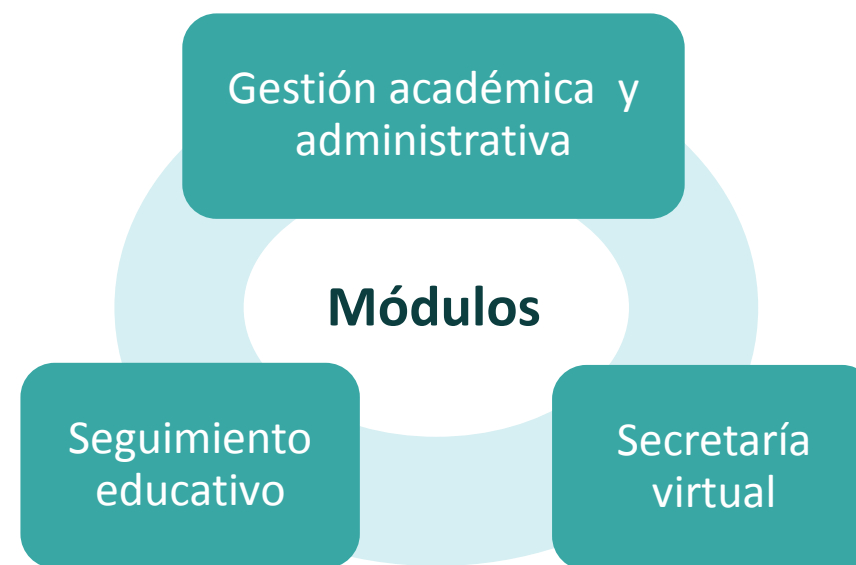 Gestión académica y
administrativa
Módulos
Seguimiento
educativo
Secretaría
virtual